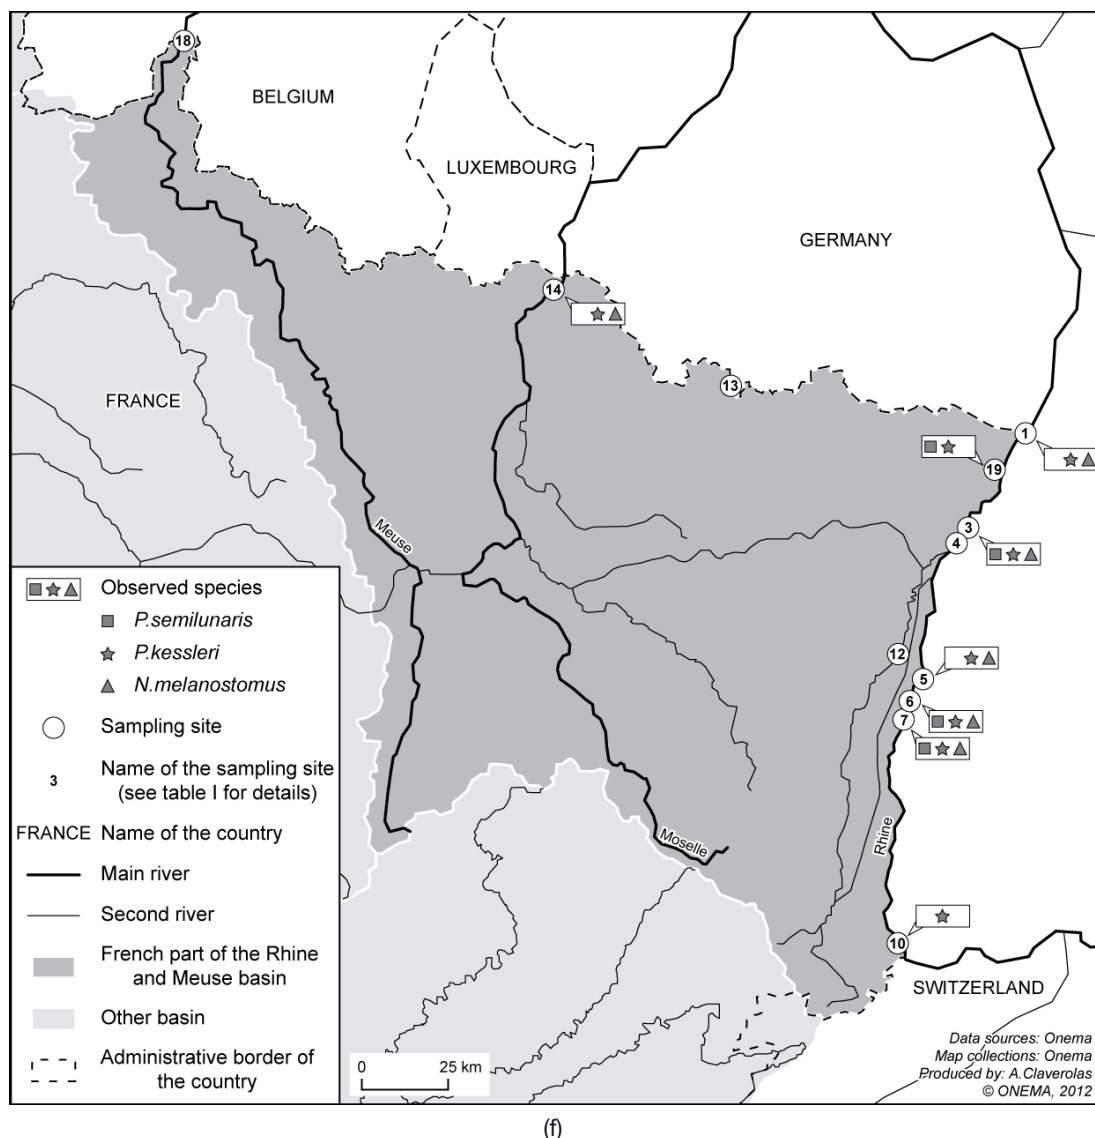 18
BELGIUM
LUXEMBOURG
GERMANY
14
13
FRANCE
1
19
3
4
Meuse
12
5
6
7
Rhine
Moselle
10
SWITZERLAND
Observed species
P.semilunaris
P.kessleri
N.melanostomus
Sampling site
3
Name of the sampling site
(see table I for details)
FRANCE Name of the country
Main river
Second river
French part of the Rhine
and Meuse basin
Other basin
Administrative border of
the country
0 25 km
Data sources: Onema
Map collections: Onema
Produced by: A.Claverolas
© ONEMA, 2012
(f)